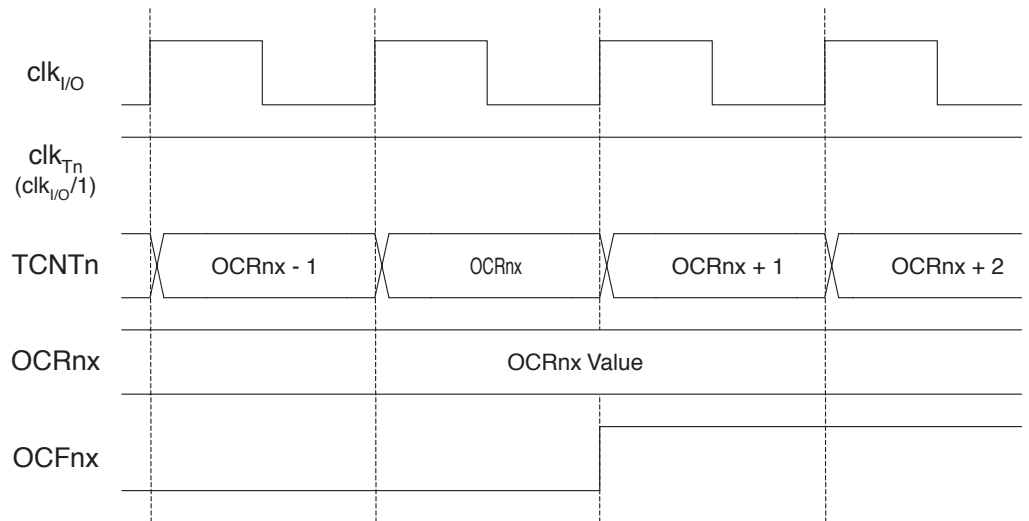 clkI/O
clkTn
(clkI/O/1)
TCNTn OCRnx - 1 OCRnx OCRnx + 1 OCRnx + 2
OCRnx OCRnx Value
OCFnx